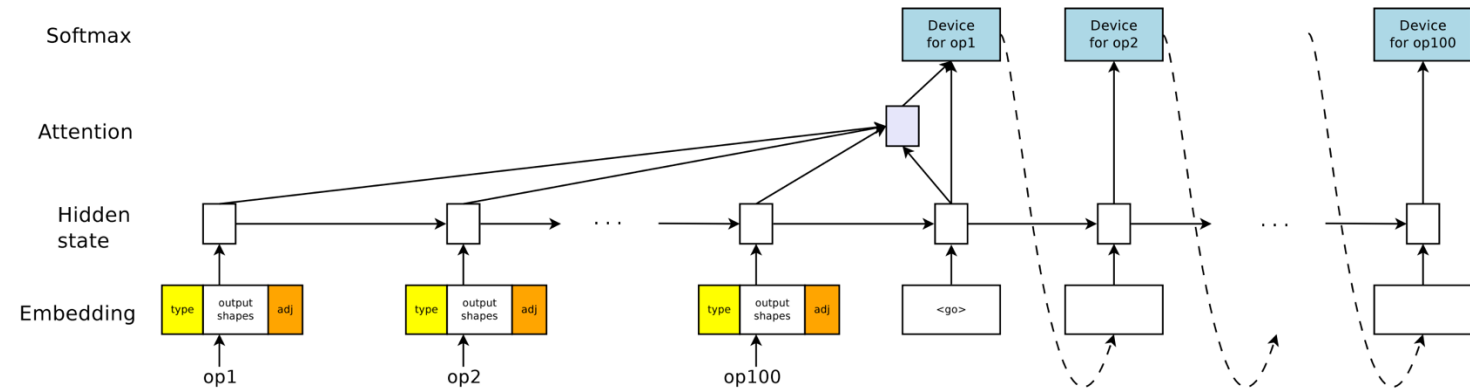 Softmax
Device
for op1
Device
for op2
Device
for op100
Attention
Hidden
state
. . .
. . .
Embedding
type
output
shapes
adj
type
output
shapes
adj
type
output
shapes
adj
<go>
op1
op2
op100